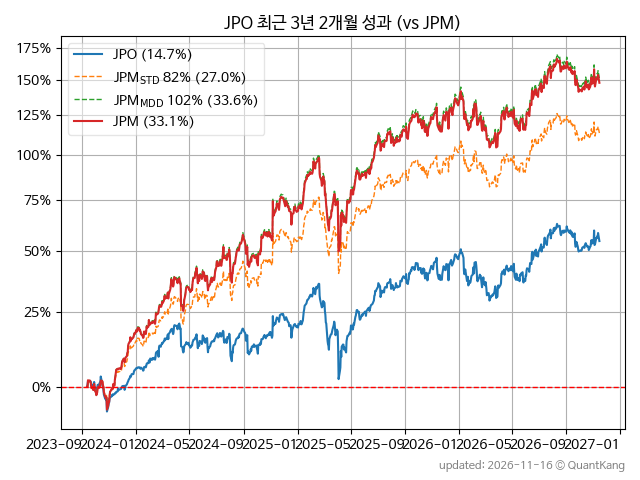 JPO 최근 3년 2개월 성과 (vs JPM)
175%
150%
125%
100%
75%
50%
25%
0%
JPO (14.7%)
JPM_STD 82% (27.0%)
JPM_MDD 102% (33.6%)
JPM (33.1%)
2023-09 2024-01 2024-05 2024-09 2025-01 2025-05 2025-09 2026-01 2026-05 2026-09 2027-01
updated: 2026-11-16 © QuantKang